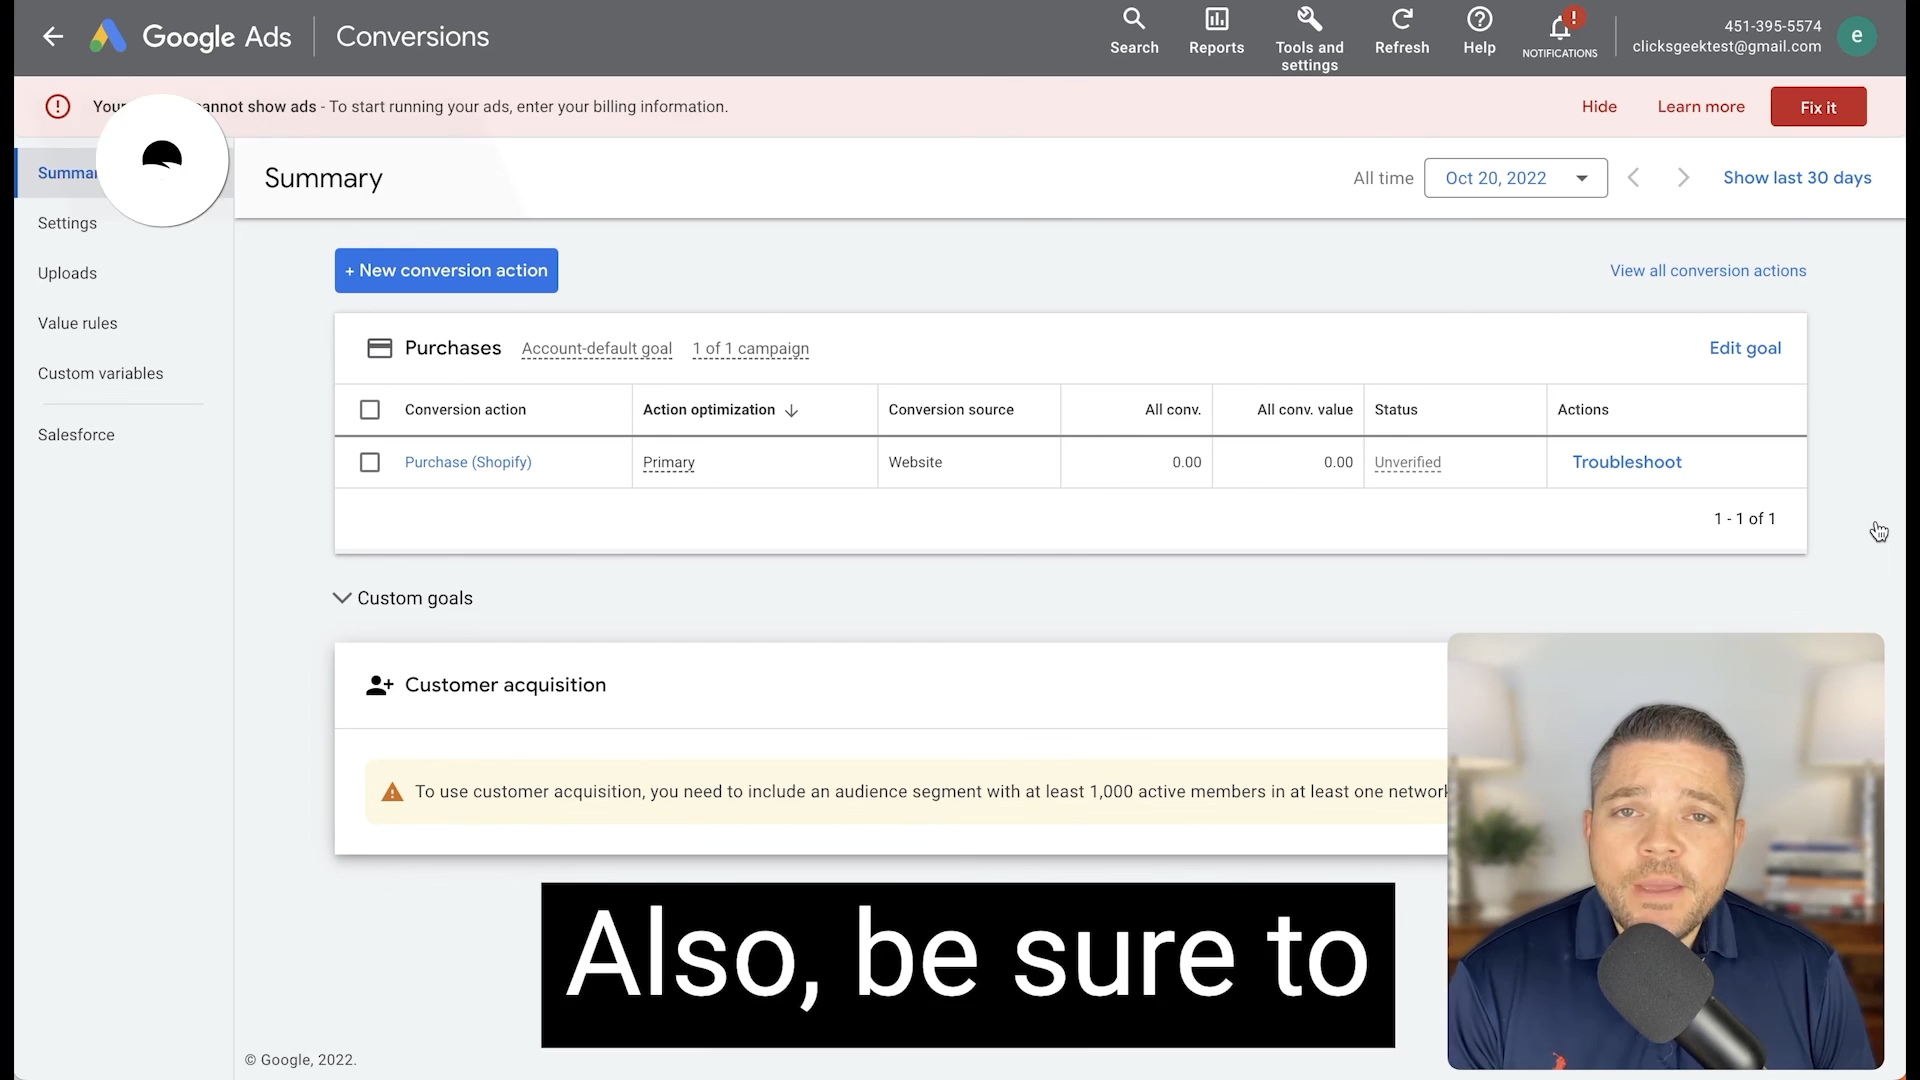 Google Ads
Conversions
Search
Reports
Tools and
settings
Refresh
Help
NOTIFICATIONS
451-395-5574
clicksgeektest@gmail.com
e
cannot show ads - To start running your ads, enter your billing information.
Hide
Learn more
Fix it
Summary
All time
Oct 20, 2022
Show last 30 days
Settings
Uploads
Value rules
Custom variables
Salesforce
+ New conversion action
View all conversion actions
Purchases
Account-default goal
1 of 1 campaign
Edit goal
Conversion action
Action optimization
Conversion source
All conv.
All conv. value
Status
Actions
Purchase (Shopify)
Primary
Website
0.00
0.00
Unverified
Troubleshoot
1 - 1 of 1
Custom goals
Customer acquisition
To use customer acquisition, you need to include an audience segment with at least 1,000 active members in at least one network
Also, be sure to
© Google, 2022.